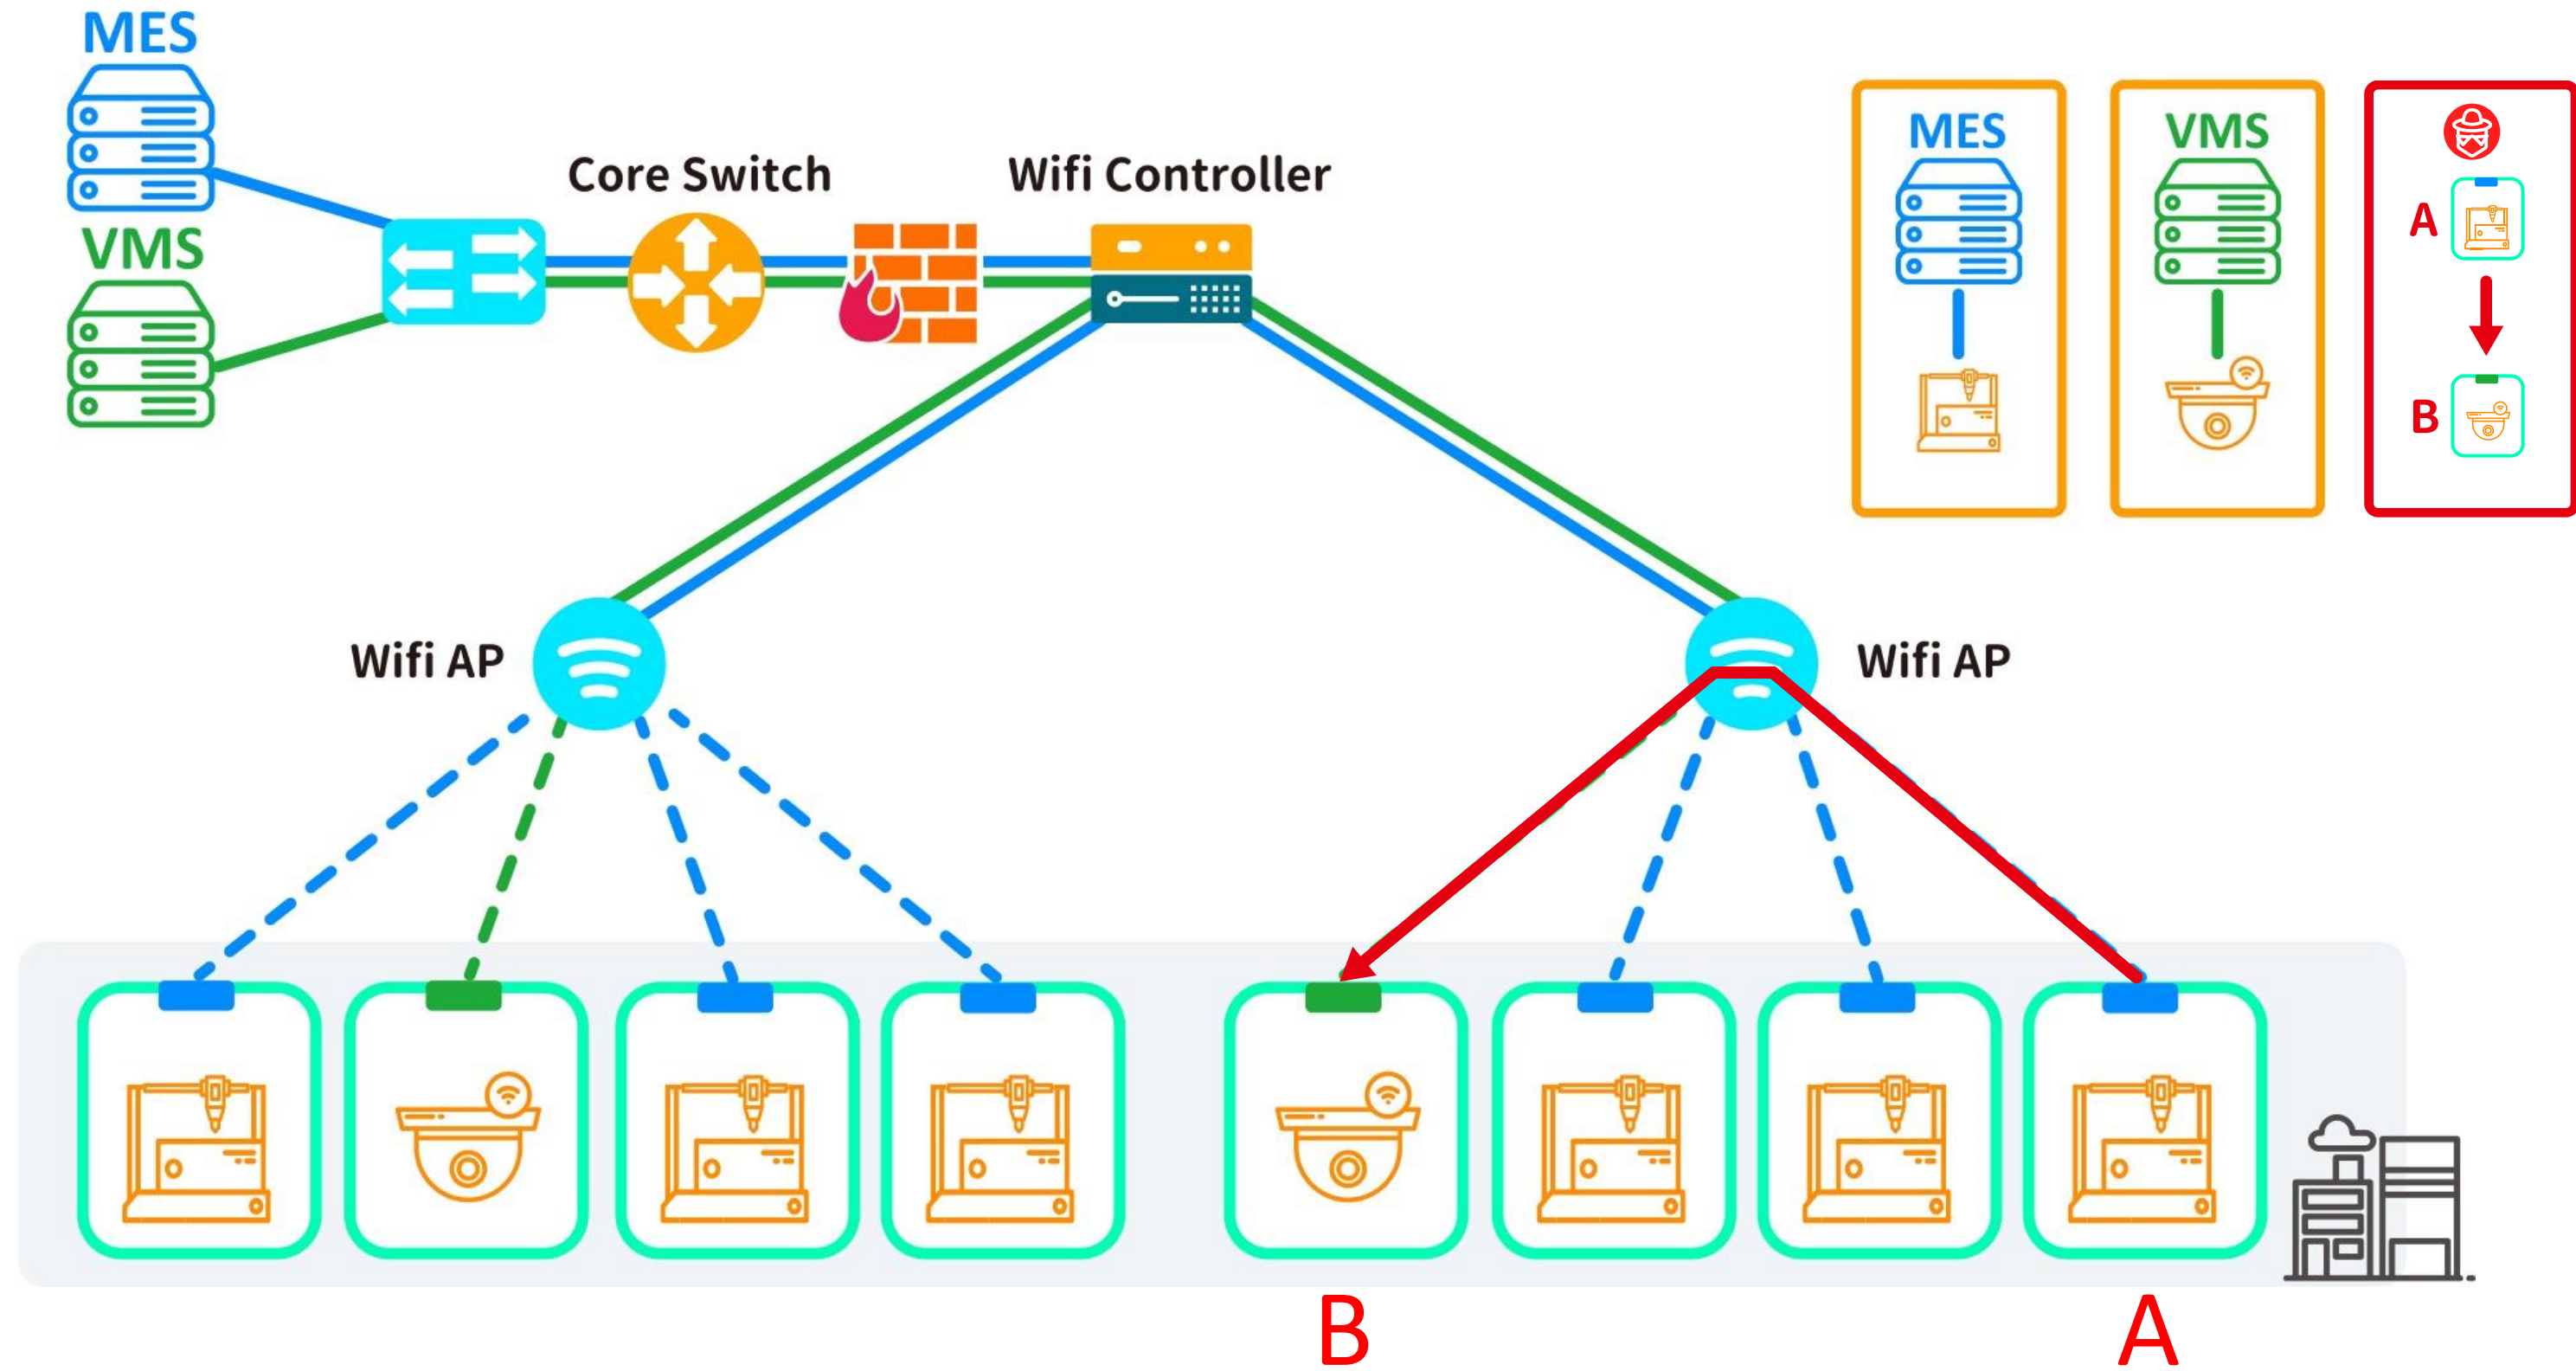 MES
VMS
Core Switch
Wifi Controller
MES
VMS
A
B
Wifi AP
Wifi AP
B
A